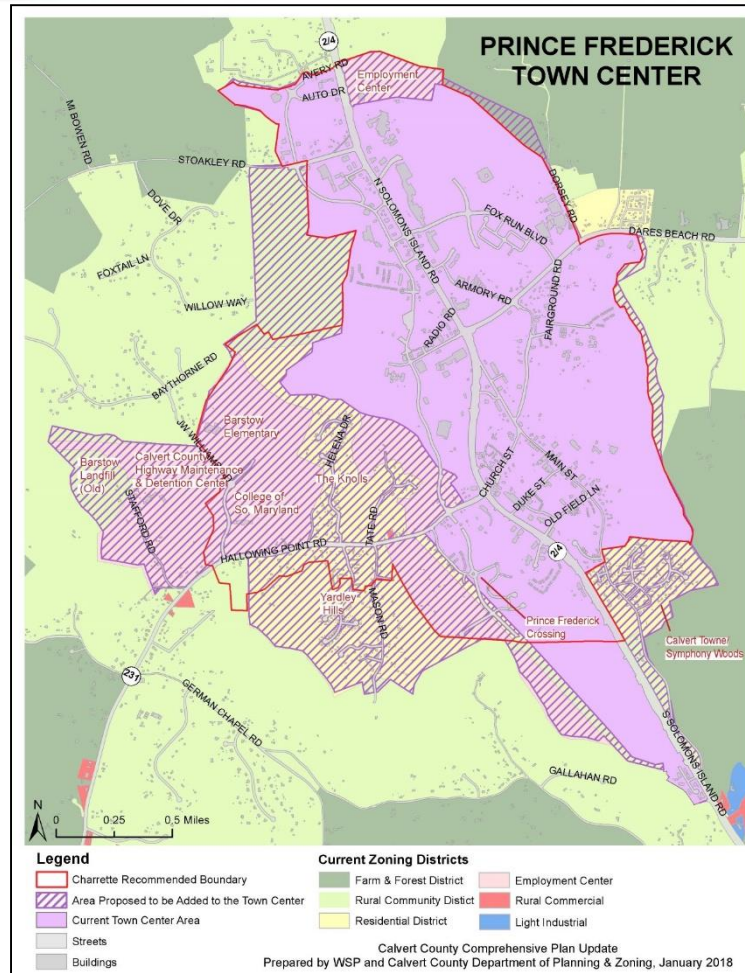 PRINCE FREDERICK
TOWN CENTER
2/4
AVERY RD
Employment
Center
AUTO DR
MI BOWEN RD
STOAKLEY RD
DOVE DR
N SOLOMONS ISLAND RD
DORSEY RD
FOX RUN BLVD
DARES BEACH RD
FOXTAIL LN
WILLOW WAY
ARMORY RD
FAIRGROUND RD
RADIO RD
BAYTHORNE RD
JW WILLIAMS RD
Barstow
Elementary
HELENA DR
Barstow
Landfill
(Old)
Calvert County
Highway Maintenance
& Detention Center
STAFFORD RD
College of
So. Maryland
The Knolls
TATE RD
CHURCH ST
MAIN ST
DUKE ST
OLD FIELD LN
HALLOWING POINT RD
2/4
Yardley
Hills
MASON RD
Prince Frederick
Crossing
Calvert Towne/
Symphony Woods
231
GERMAN CHAPEL RD
GALLAHAN RD
S SOLOMONS ISLAND RD
N
0 0.25 0.5 Miles
Legend
Charrette Recommended Boundary
Area Proposed to be Added to the Town Center
Current Town Center Area
Streets
Buildings
Current Zoning Districts
Farm & Forest District
Rural Community District
Residential District
Employment Center
Rural Commercial
Light Industrial
Calvert County Comprehensive Plan Update
Prepared by WSP and Calvert County Department of Planning & Zoning, January 2018